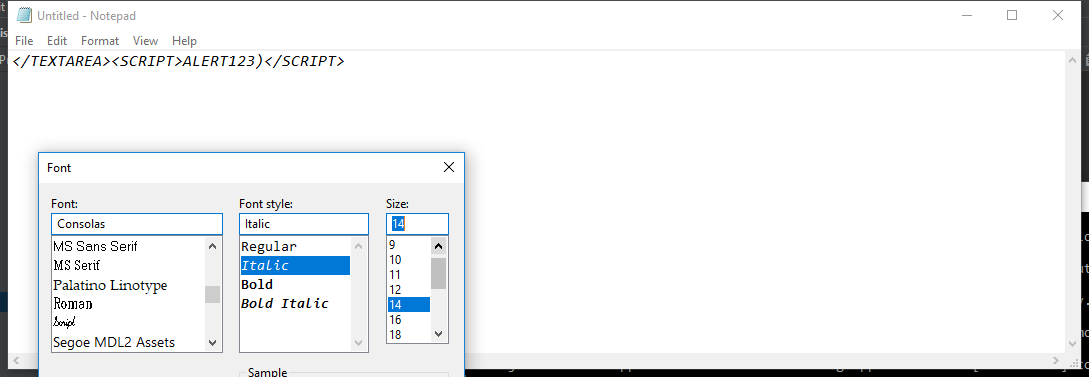 Untitled - Notepad
File Edit Format View Help
</TEXTAREA><SCRIPT>ALERT123)</SCRIPT>
Font
Font: Font style: Size:
Consolas Italic 14
MS Sans Serif Regular 9
MS Serif Italic 10
Palatino Linotype Bold 11
Roman Bold Italic 12
Script 14
Segoe MDL2 Assets 16
18
Sample